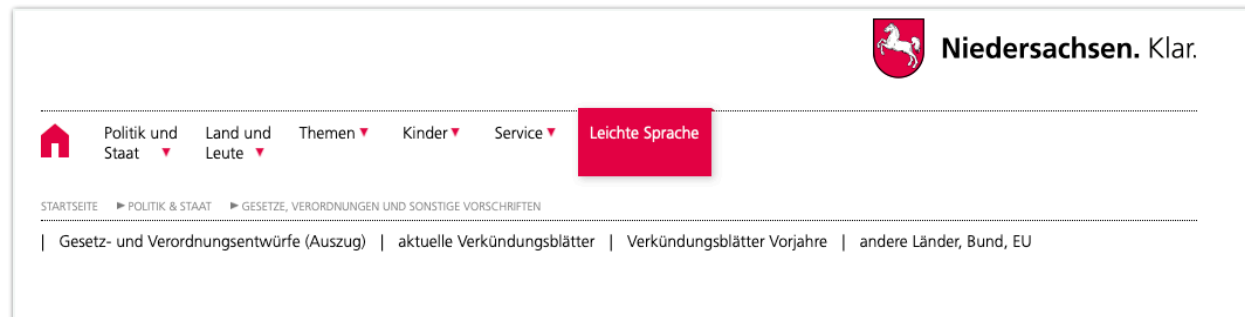 Niedersachsen. Klar.
Politik und Staat
Land und Leute
Themen
Kinder
Service
Leichte Sprache
STARTSEITE ► POLITIK & STAAT ► GESETZE, VERORDNUNGEN UND SONSTIGE VORSCHRIFTEN
| Gesetz- und Verordnungsentwürfe (Auszug) | aktuelle Verkündungsblätter | Verkündungsblätter Vorjahre | andere Länder, Bund, EU